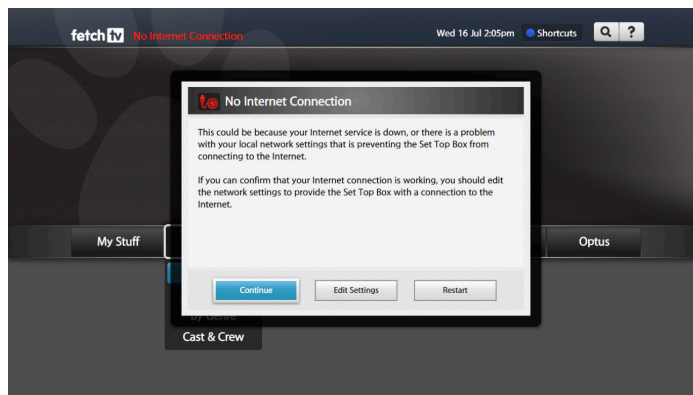 fetch tv No Internet Connection Wed 16 Jul 2:05pm Shortcuts ?
No Internet Connection
This could be because your Internet service is down, or there is a problem
with your local network settings that is preventing the Set Top Box from
connecting to the Internet.
If you can confirm that your Internet connection is working, you should edit
the network settings to provide the Set Top Box with a connection to the
Internet.
My Stuff Optus
Continue Edit Settings Restart
by Genre
Cast & Crew